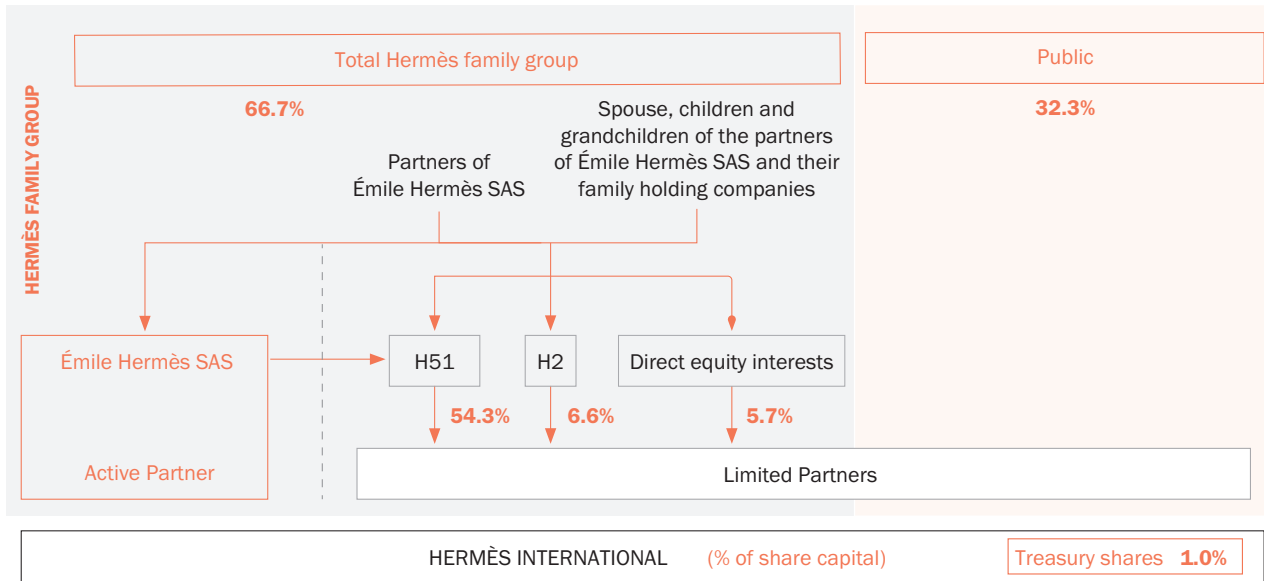 HERMÈS FAMILY GROUP
Total Hermès family group
Public
66.7%
32.3%
Partners of
Émile Hermès SAS
Spouse, children and
grandchildren of the partners
of Émile Hermès SAS and their
family holding companies
Émile Hermès SAS
H51
H2
Direct equity interests
54.3%
6.6%
5.7%
Active Partner
Limited Partners
HERMÈS INTERNATIONAL (% of share capital)
Treasury shares 1.0%